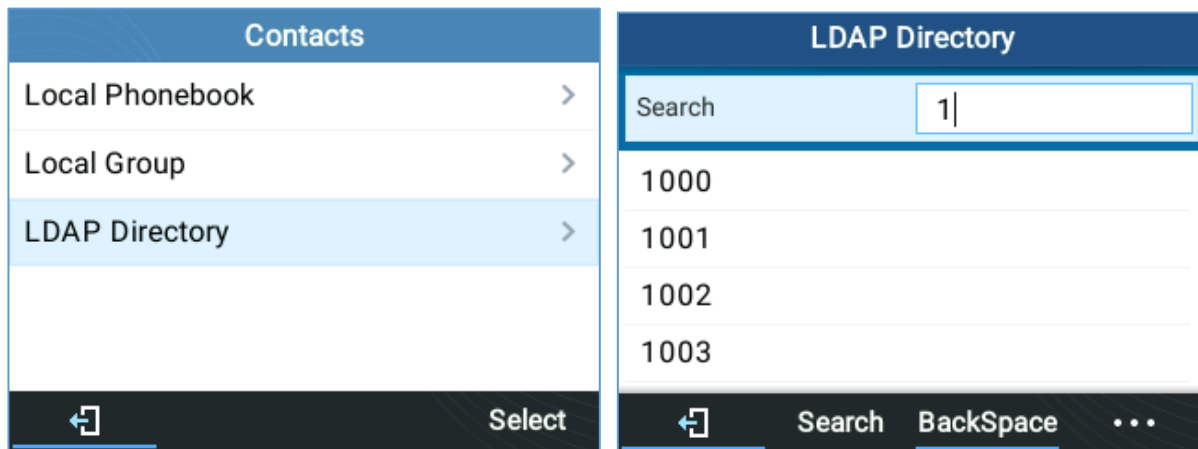 Contacts
Local Phonebook
Local Group
LDAP Directory
Select
LDAP Directory
Search 1
1000
1001
1002
1003
Search BackSpace ...